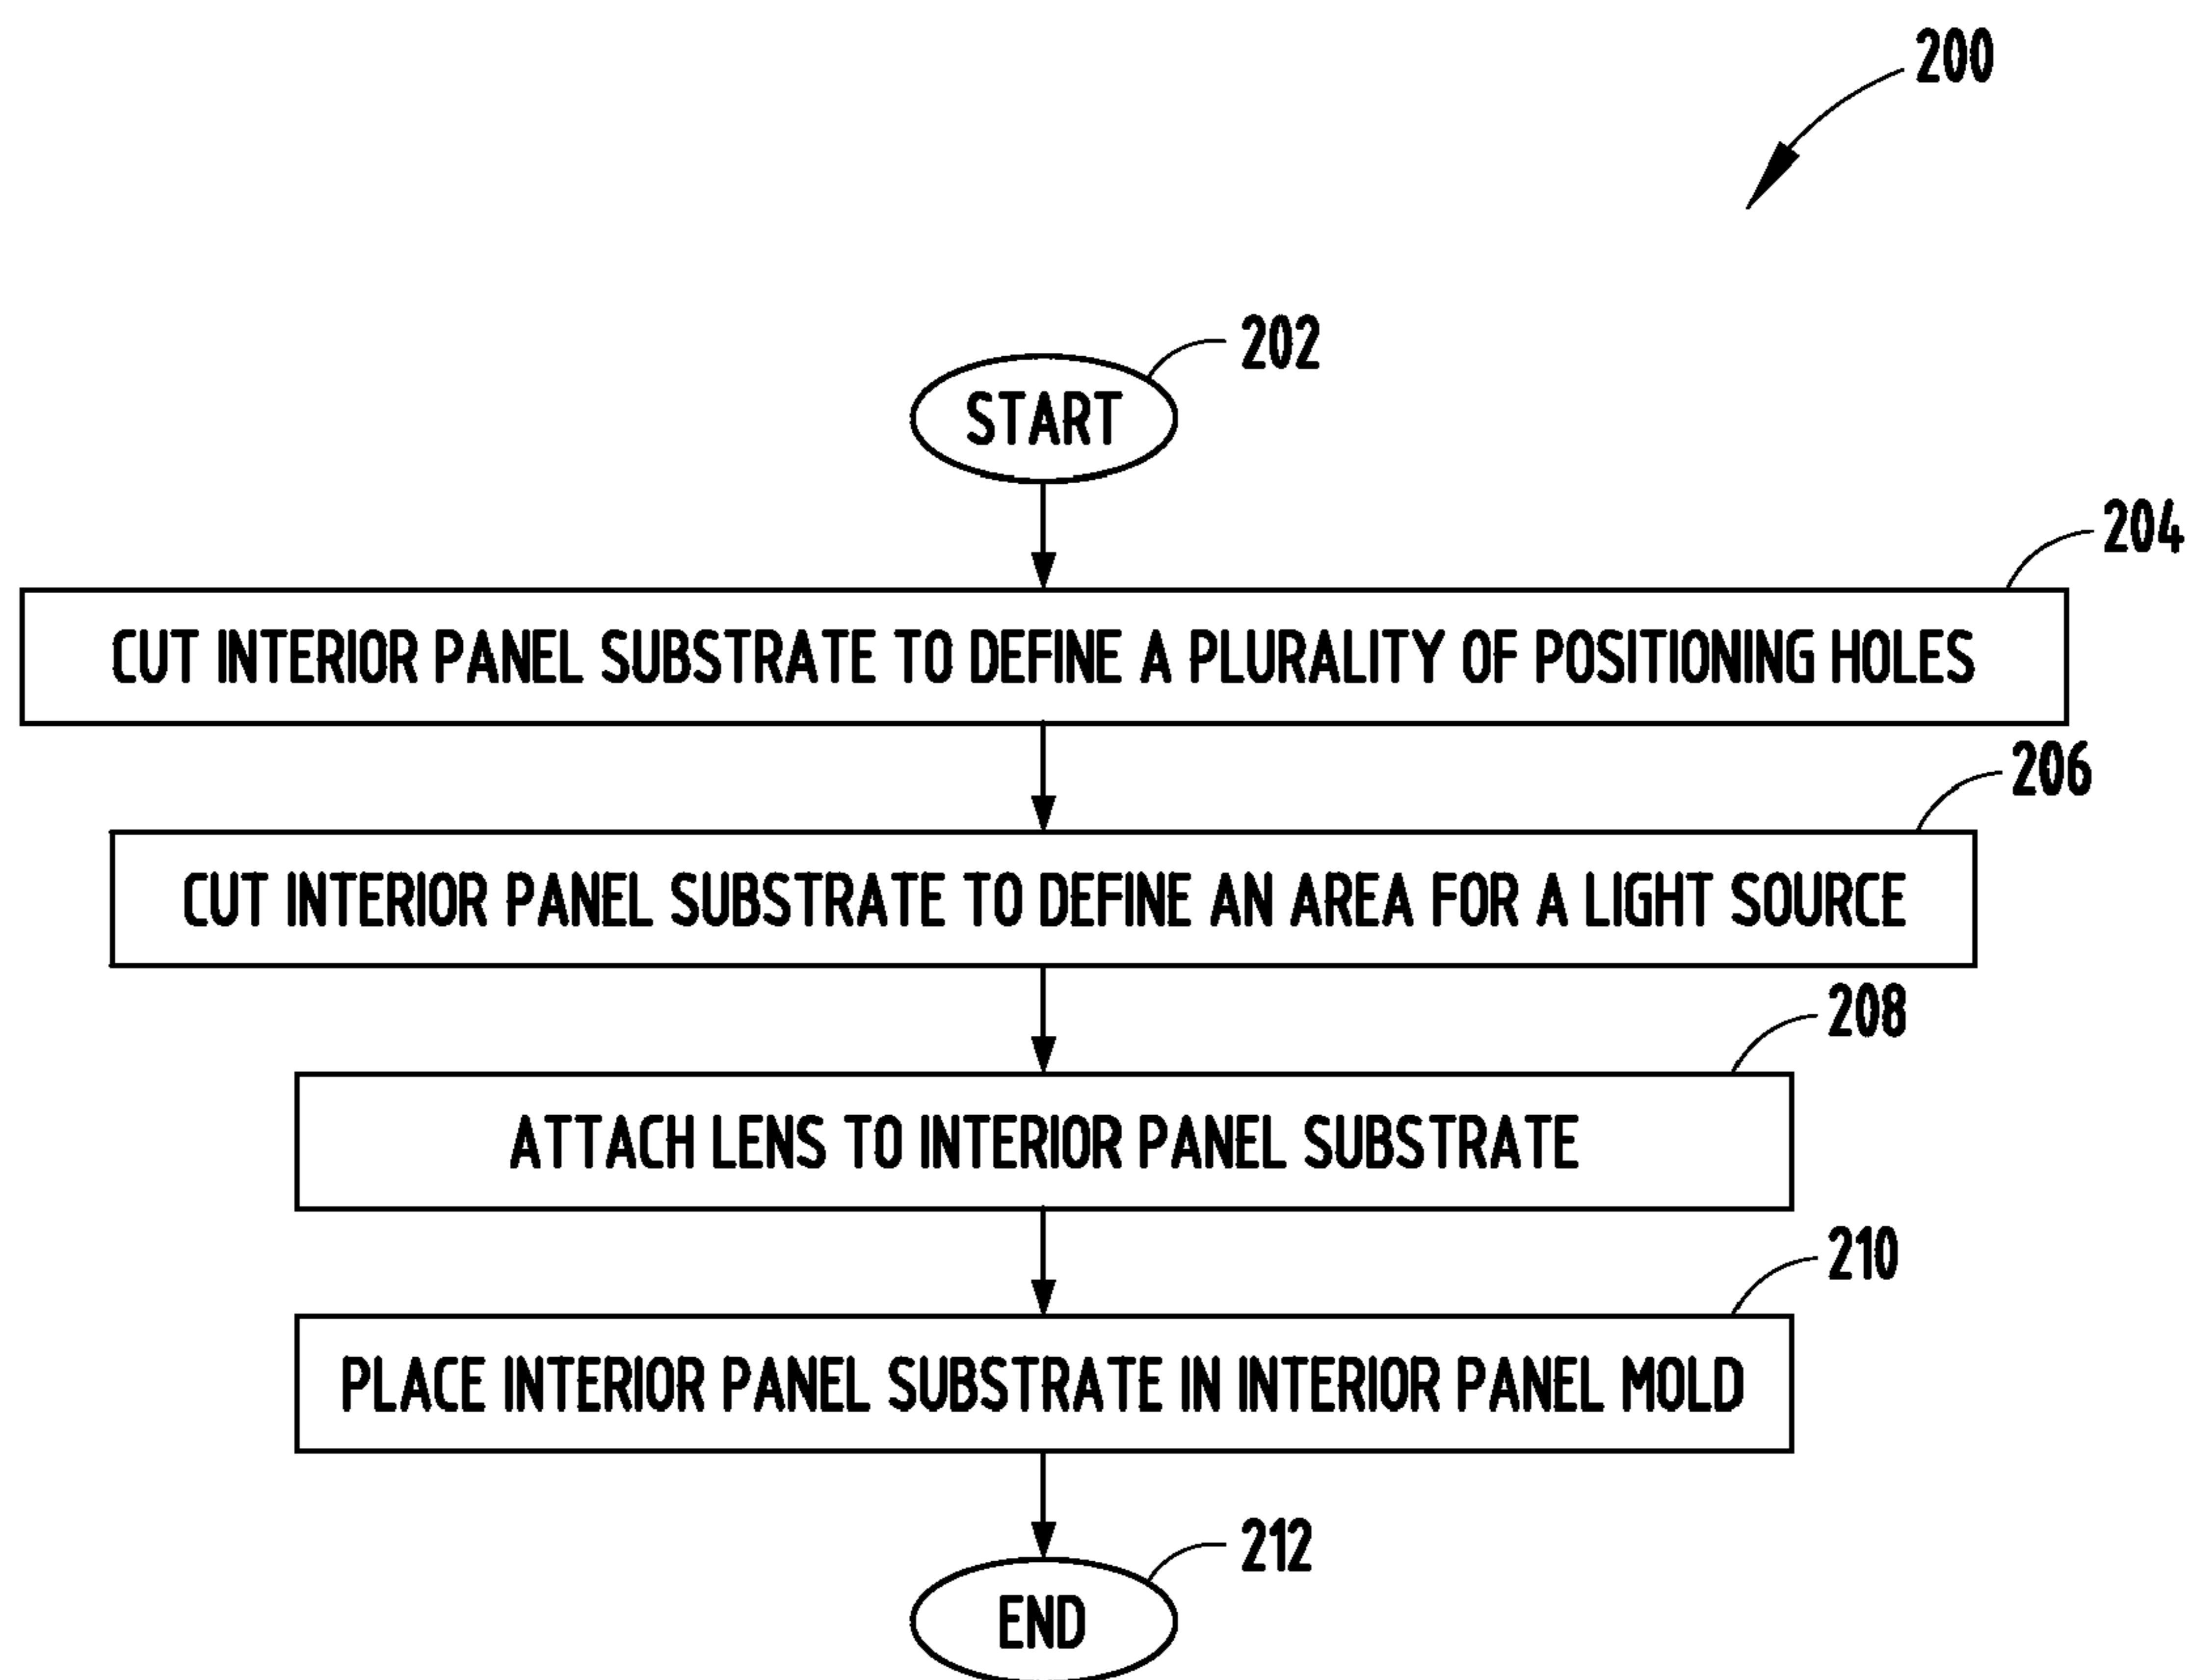 200
202
START
204
CUT INTERIOR PANEL SUBSTRATE TO DEFINE A PLURALITY OF POSITIONING HOLES
206
CUT INTERIOR PANEL SUBSTRATE TO DEFINE AN AREA FOR A LIGHT SOURCE
208
ATTACH LENS TO INTERIOR PANEL SUBSTRATE
210
PLACE INTERIOR PANEL SUBSTRATE IN INTERIOR PANEL MOLD
212
END